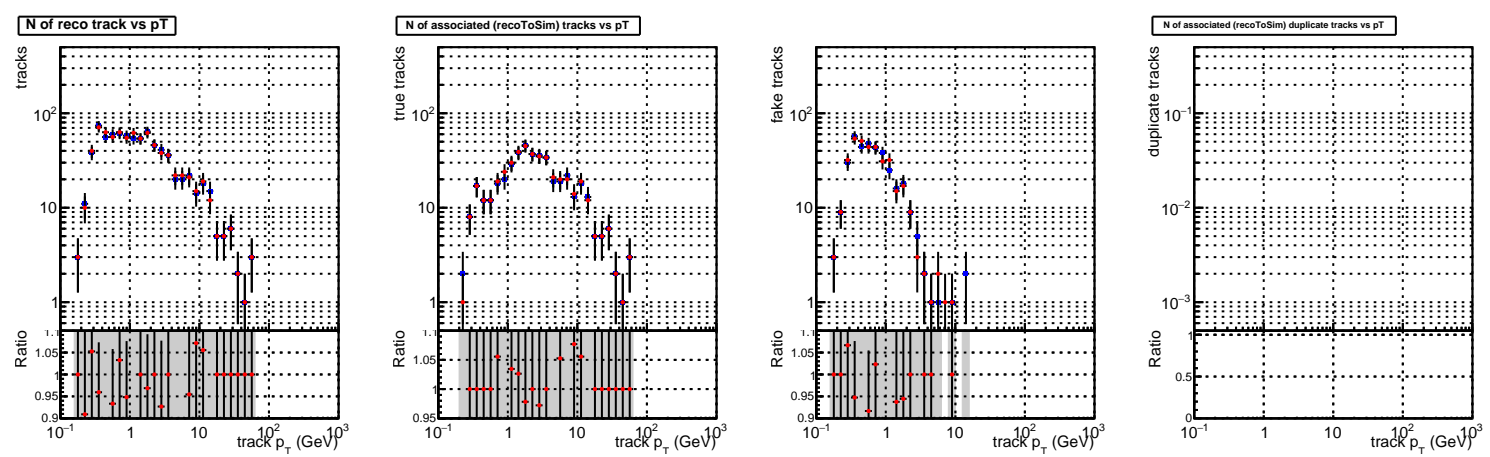 N of reco track vs pT
tracks
10²
10
1
Ratio
1.1
1.05
1
0.95
0.9
10⁻¹ 1 10 10² 10³
track p_T (GeV)
N of associated (recoToSim) tracks vs pT
true tracks
10²
10
1
Ratio
1.05
1
0.95
10⁻¹ 1 10 10² 10³
track p_T (GeV)
fake tracks
10²
10
1
Ratio
1.1
1.05
1
0.95
0.9
10⁻¹ 1 10 10² 10³
track p_T (GeV)
N of associated (recoToSim) duplicate tracks vs pT
duplicate tracks
10⁻¹
10⁻²
10⁻³
Ratio
1
0.5
0
10⁻¹ 1 10 10² 10³
track p_T (GeV)